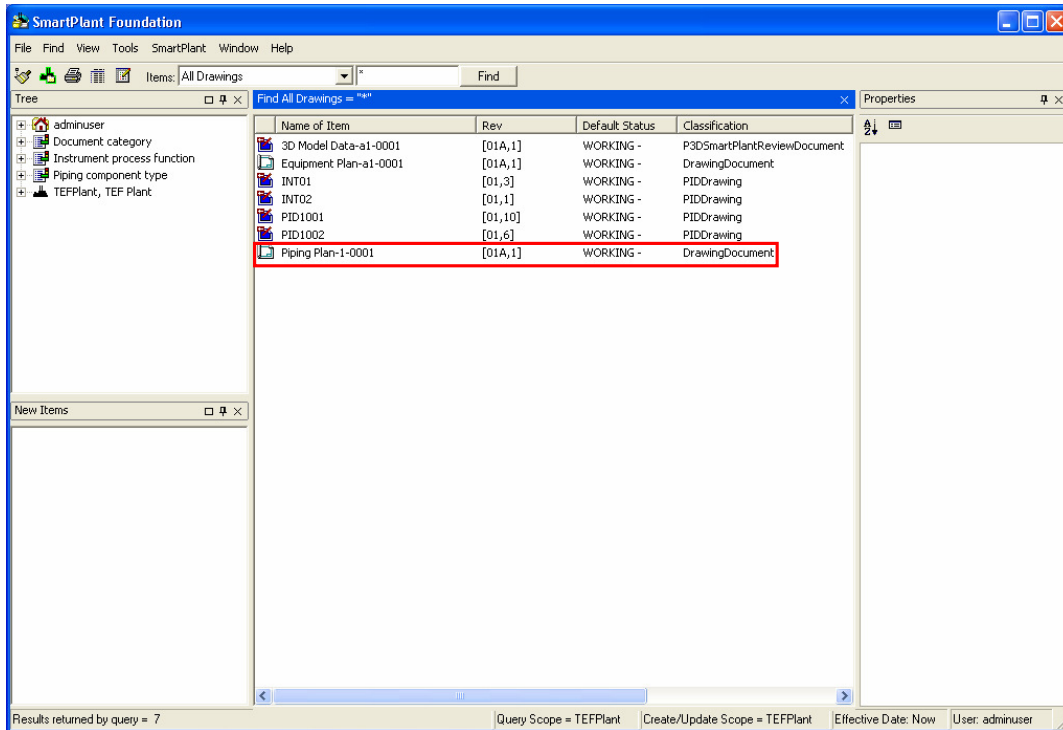 SmartPlant Foundation
File Find View Tools SmartPlant Window Help
Items: All Drawings * Find
Tree
adminuser
Document category
Instrument process function
Piping component type
TEFPlant, TEF Plant
New Items
Find All Drawings = "*"
Name of Item Rev Default Status Classification
3D Model Data-a1-0001 [01A,1] WORKING - P3DSmartPlantReviewDocument
Equipment Plan-a1-0001 [01A,1] WORKING - DrawingDocument
INT01 [01,3] WORKING - PIDDrawing
INT02 [01,1] WORKING - PIDDrawing
PID1001 [01,10] WORKING - PIDDrawing
PID1002 [01,6] WORKING - PIDDrawing
Piping Plan-1-0001 [01A,1] WORKING - DrawingDocument
Properties
Results returned by query = 7 Query Scope = TEFPlant Create/Update Scope = TEFPlant Effective Date: Now User: adminuser